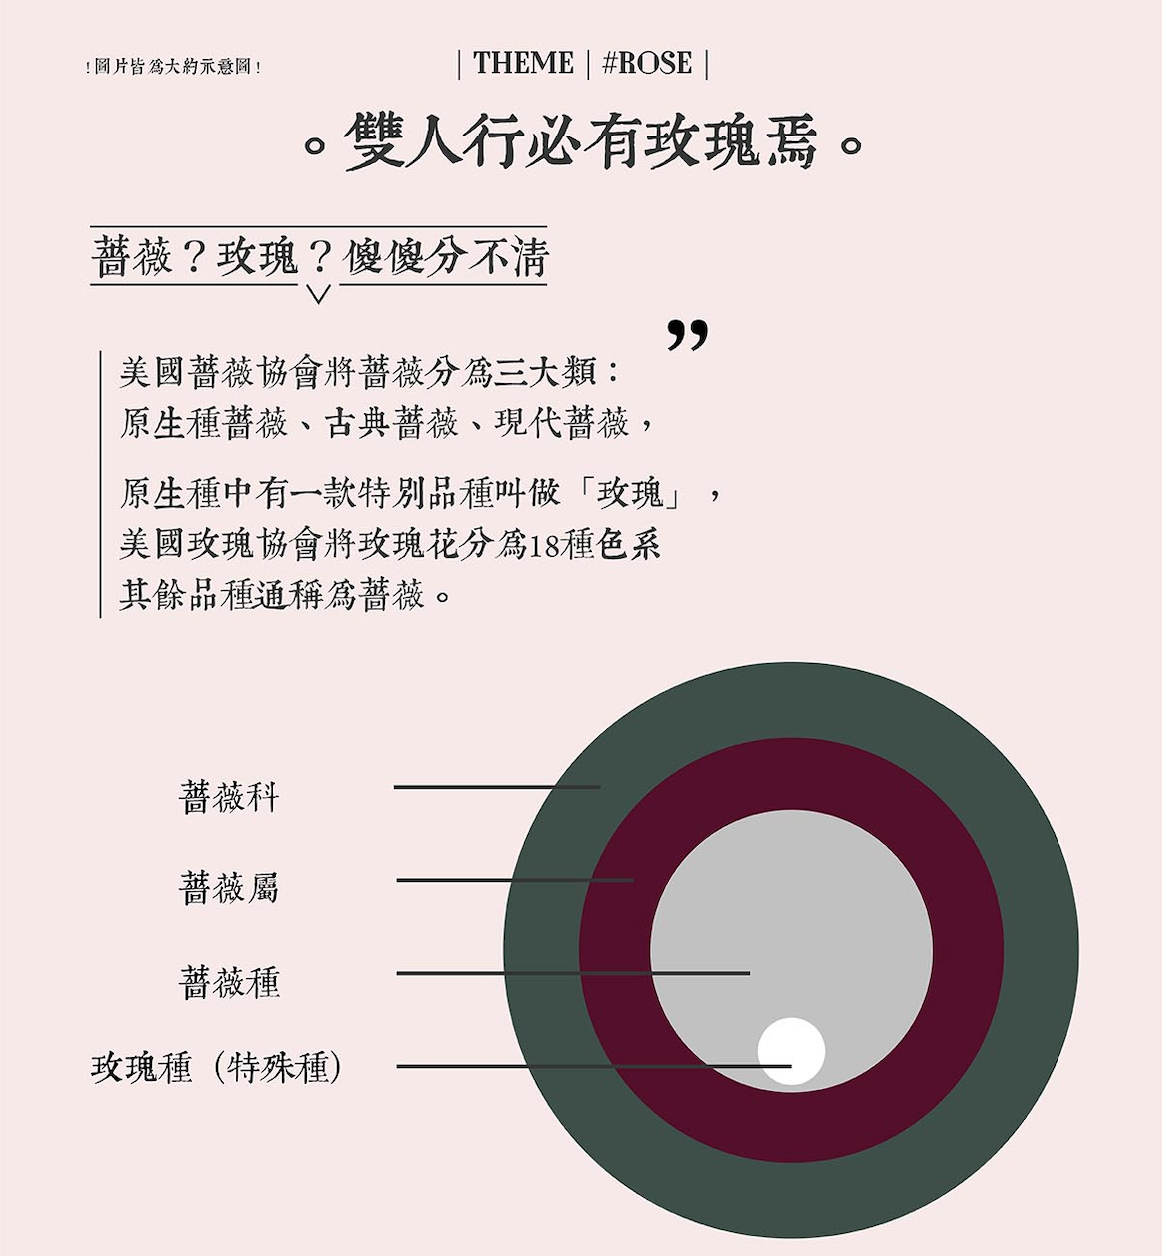 !圖片皆為大約示意圖!
| THEME | #ROSE |
。雙人行必有玫瑰焉。
薔薇？玫瑰？傻傻分不清
”
美國薔薇協會將薔薇分為三大類：
原生種薔薇、古典薔薇、現代薔薇，
原生種中有一款特別品種叫做「玫瑰」，
美國玫瑰協會將玫瑰花分為18種色系
其餘品種通稱為薔薇。
薔薇科
薔薇屬
薔薇種
玫瑰種（特殊種）